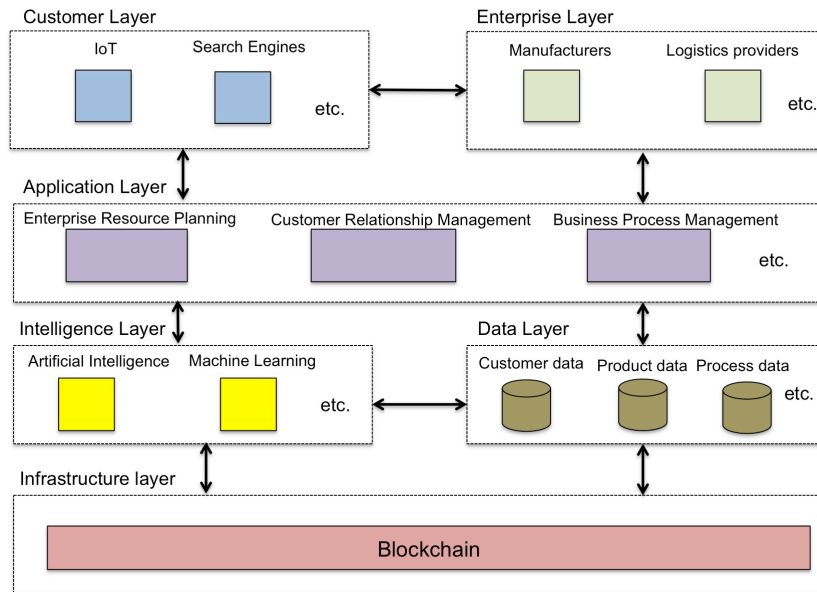 Customer Layer
Enterprise Layer
IoT
Search Engines
Manufacturers
Logistics providers
etc.
etc.
Application Layer
Enterprise Resource Planning
Customer Relationship Management
Business Process Management
etc.
Intelligence Layer
Data Layer
Artificial Intelligence
Machine Learning
Customer data
Product data
Process data
etc.
etc.
Infrastructure layer
Blockchain